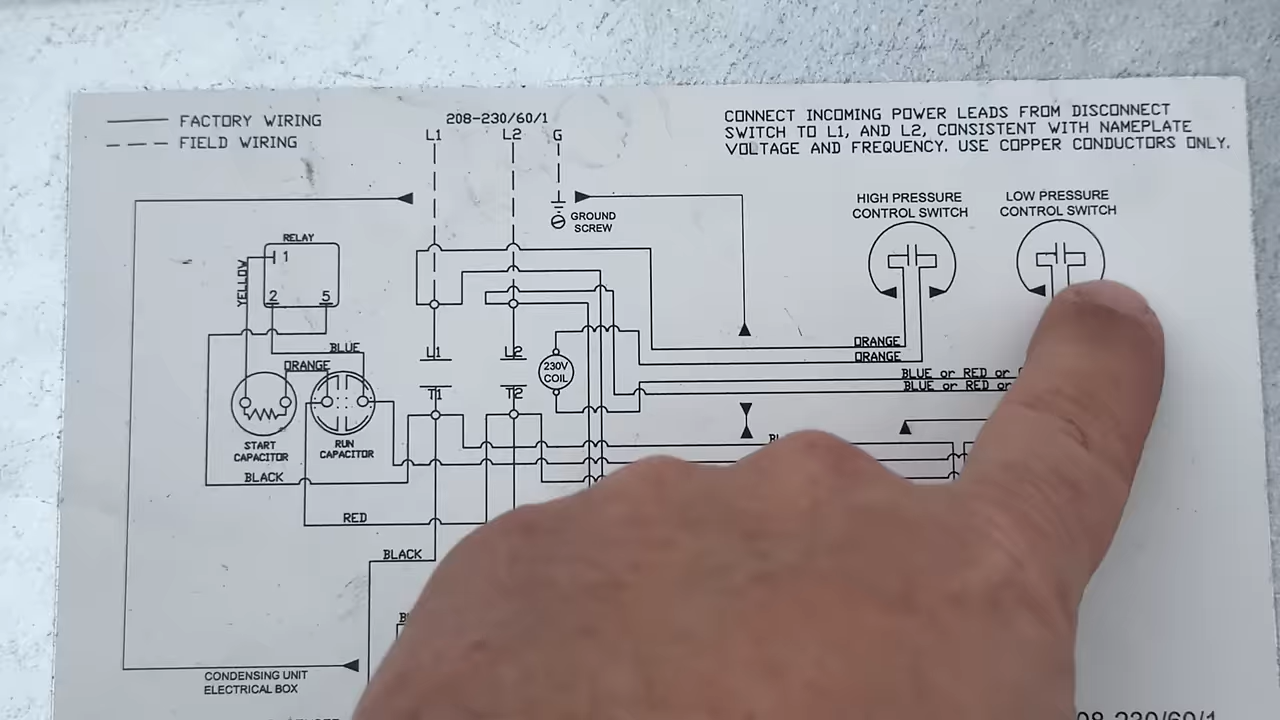 FACTORY WIRING
FIELD WIRING
208-230/60/1
L1 L2 G
CONNECT INCOMING POWER LEADS FROM DISCONNECT
SWITCH TO L1, AND L2, CONSISTENT WITH NAMEPLATE
VOLTAGE AND FREQUENCY. USE COPPER CONDUCTORS ONLY.
HIGH PRESSURE
CONTROL SWITCH
LOW PRESSURE
CONTROL SWITCH
GROUND
SCREW
RELAY
1
YELLOW
2 5
BLUE
ORANGE
L1 L2
230V
COIL
T1 T2
ORANGE
ORANGE
BLUE or RED or
BLUE or RED or
START
CAPACITOR
RUN
CAPACITOR
BLACK
RED
BLACK
CONDENSING UNIT
ELECTRICAL BOX